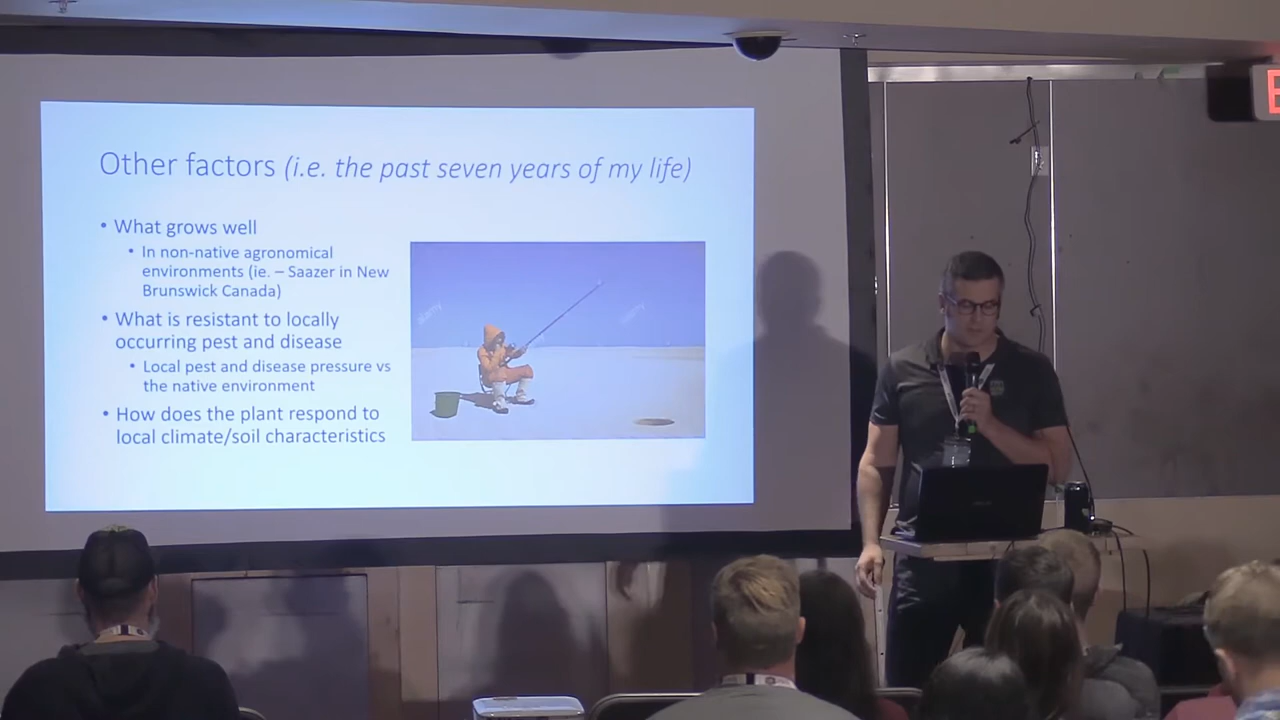 Other factors (i.e. the past seven years of my life)
• What grows well
• In non-native agronomical
environments (ie. – Saazer in New
Brunswick Canada)
• What is resistant to locally
occurring pest and disease
• Local pest and disease pressure vs
the native environment
• How does the plant respond to
local climate/soil characteristics
alamy
alamy
E